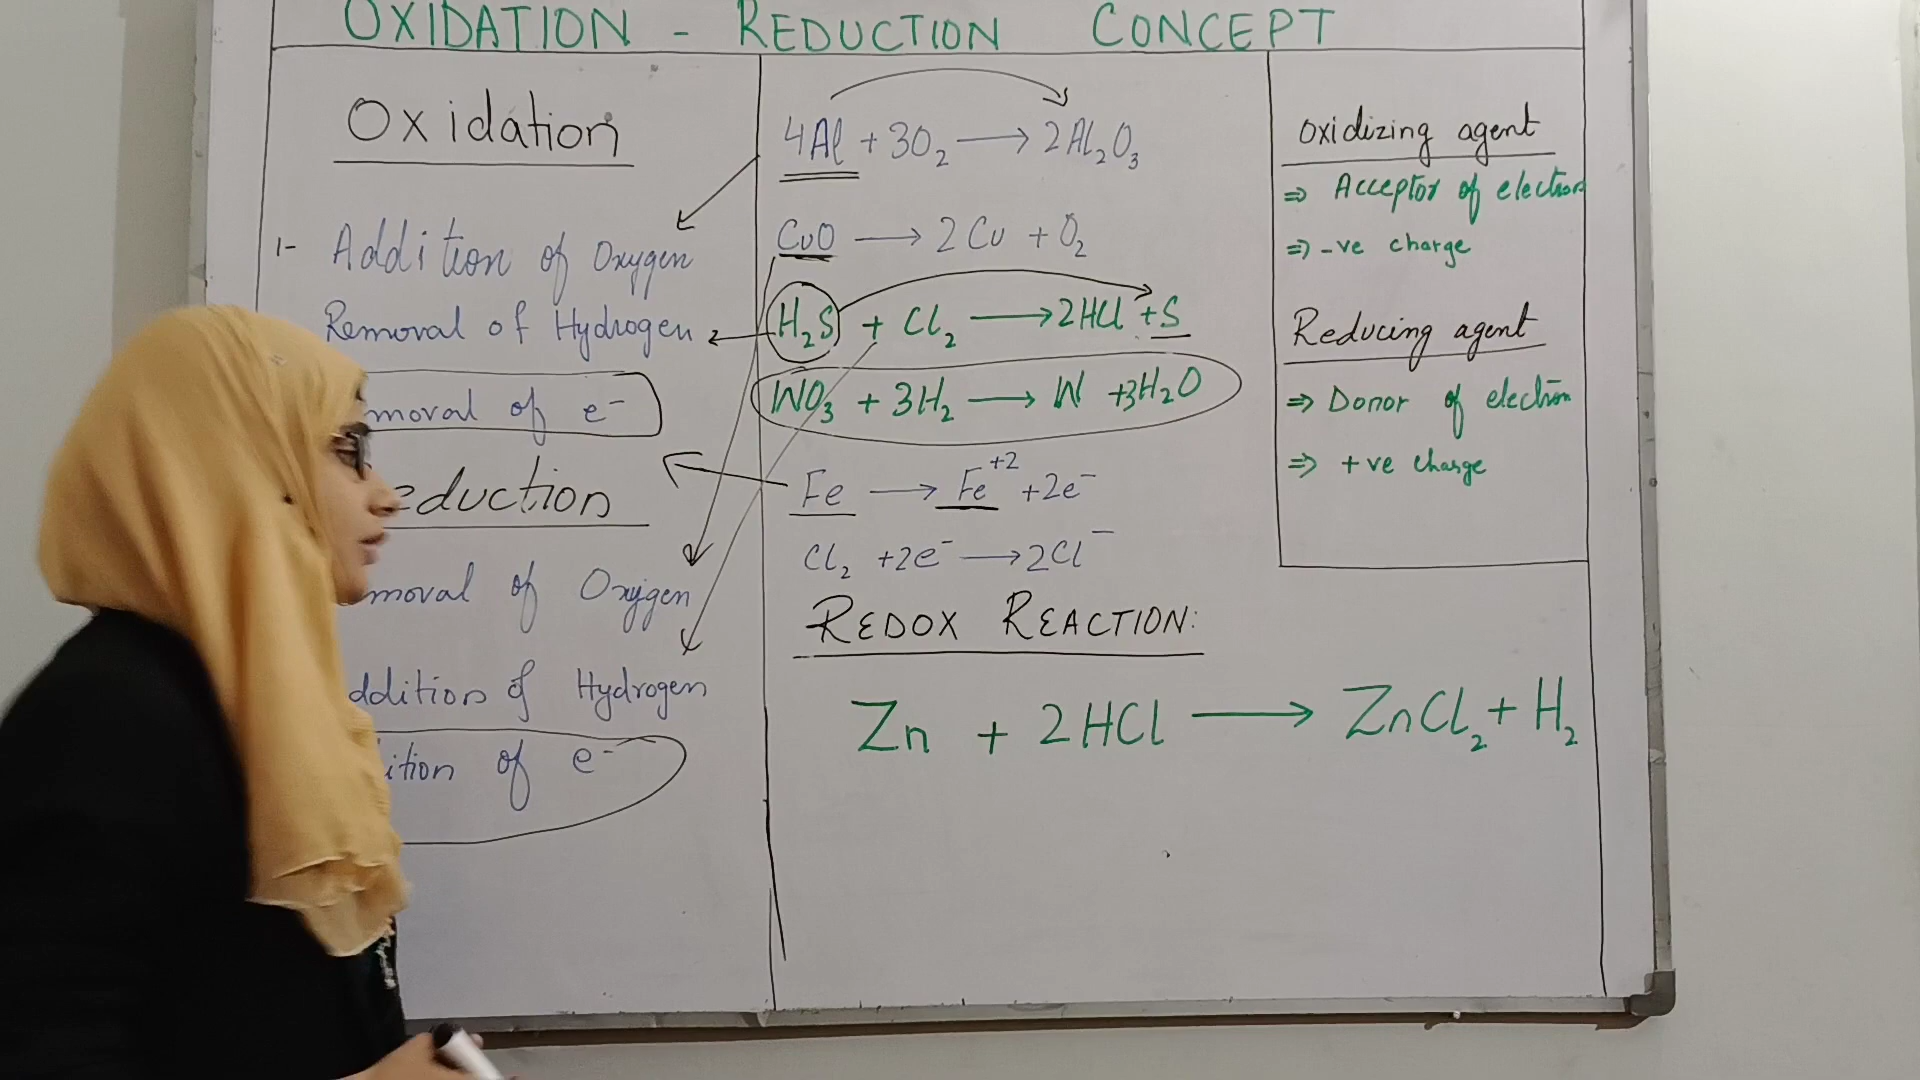 OXIDATION - REDUCTION CONCEPT
Oxidation
1- Addition of Oxygen
Removal of Hydrogen
moval of e⁻
eduction
moval of Oxygen
ddition of Hydrogen
ition of e⁻
4Al + 3O₂ → 2Al₂O₃
CuO → 2Cu + O₂
2 H₂S + Cl₂ → 2HCl + S
WO₃ + 3H₂ → W + 3H₂O
Fe → Fe⁺² + 2e⁻
Cl₂ + 2e⁻ → 2Cl⁻
REDOX REACTION:
Zn + 2HCl → ZnCl₂ + H₂
Oxidizing agent
⇒ Acceptor of electron
⇒ -ve charge
Reducing agent
⇒ Donor of electron
⇒ +ve charge